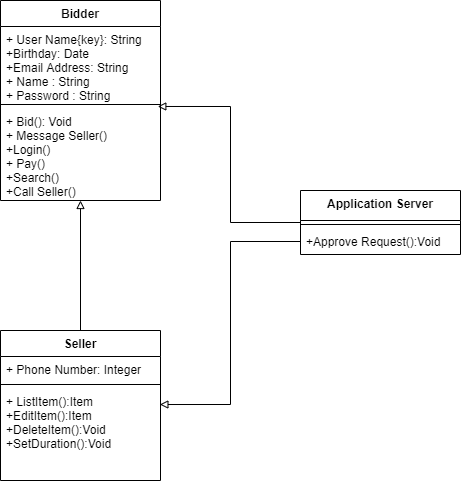 Bidder
+ User Name{key}: String
+Birthday: Date
+Email Address: String
+ Name : String
+ Password : String
+ Bid(): Void
+ Message Seller()
+Login()
+ Pay()
+Search()
+Call Seller()
Application Server
+Approve Request():Void
Seller
+ Phone Number: Integer
+ ListItem():Item
+EditItem():Item
+DeleteItem():Void
+SetDuration():Void